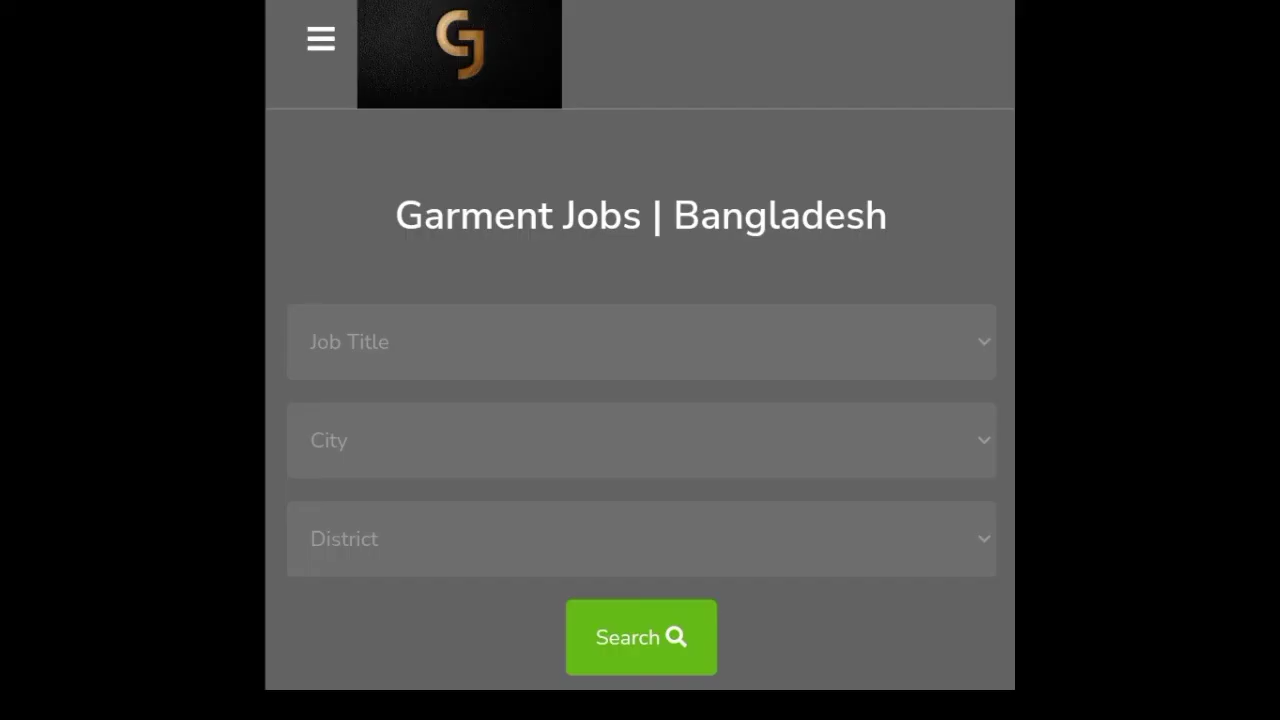 GJ
Garment Jobs | Bangladesh
Job Title
City
District
Search